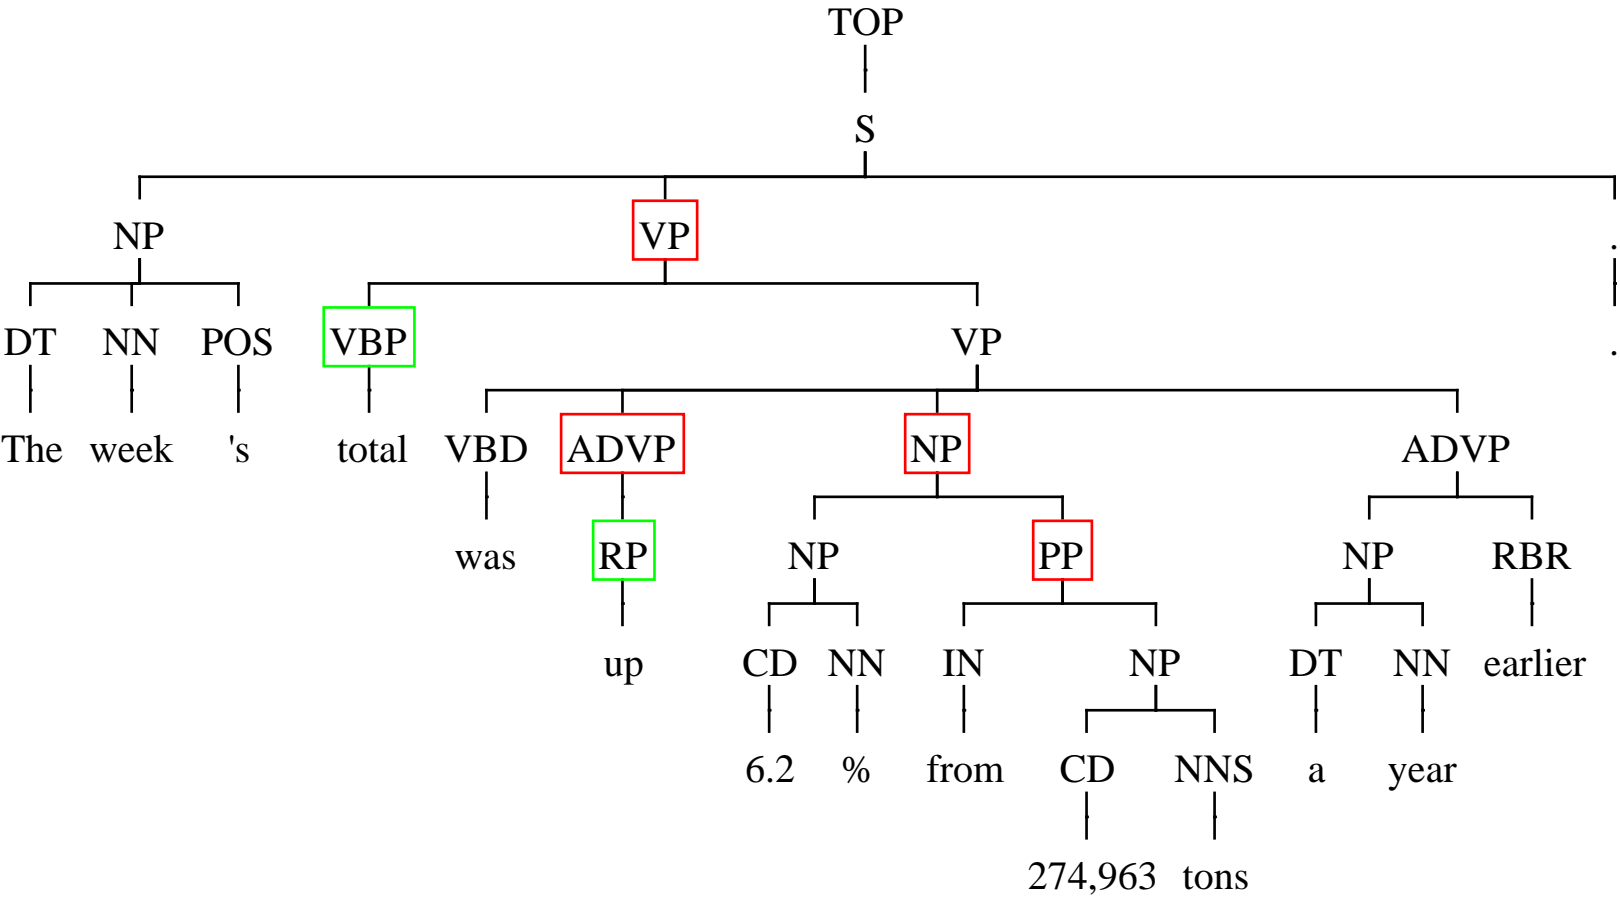 TOP
S
NP VP .
DT NN POS VBP VP .
The week 's total VBD ADVP NP ADVP
was RP NP PP NP RBR
up CD NN IN NP DT NN earlier
6.2 % from CD NNS a year
274,963 tons